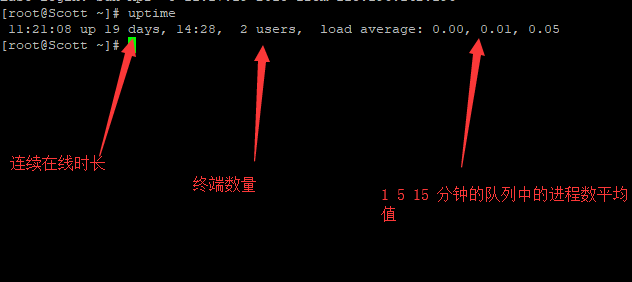 [root@Scott ~]# uptime
11:21:08 up 19 days, 14:28,  2 users,  load average: 0.00, 0.01, 0.05
[root@Scott ~]#
连续在线时长
终端数量
1 5 15 分钟的队列中的进程数平均
值